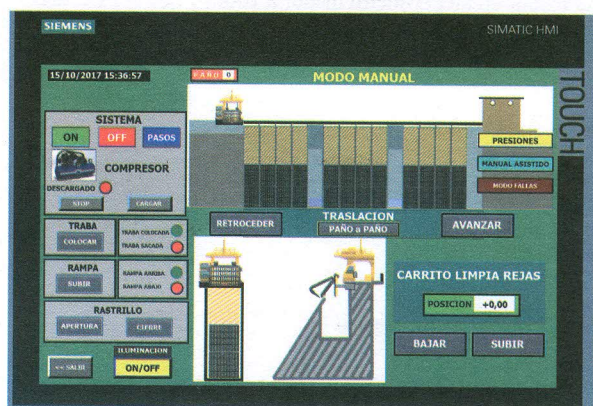 SIEMENS
SIMATIC HMI
TOUCH
15/10/2017 15:36:57
PAÑO 0
MODO MANUAL
SISTEMA
ON OFF PASOS
COMPRESOR
DESCARGADO
STOP CARGAR
PRESIONES
MANUAL ASISTIDO
MODO FALLAS
TRABA
COLOCAR
TRABA COLOCADA
TRABA SACADA
RETROCEDER
TRASLACION
PAÑO a PAÑO
AVANZAR
RAMPA
SUBIR
RAMPA ARRIBA
RAMPA ABAJO
RASTRILLO
APERTURA CIERRE
CARRITO LIMPIA REJAS
POSICION +0,00
BAJAR SUBIR
<< SALIR
ILUMINACION
ON/OFF